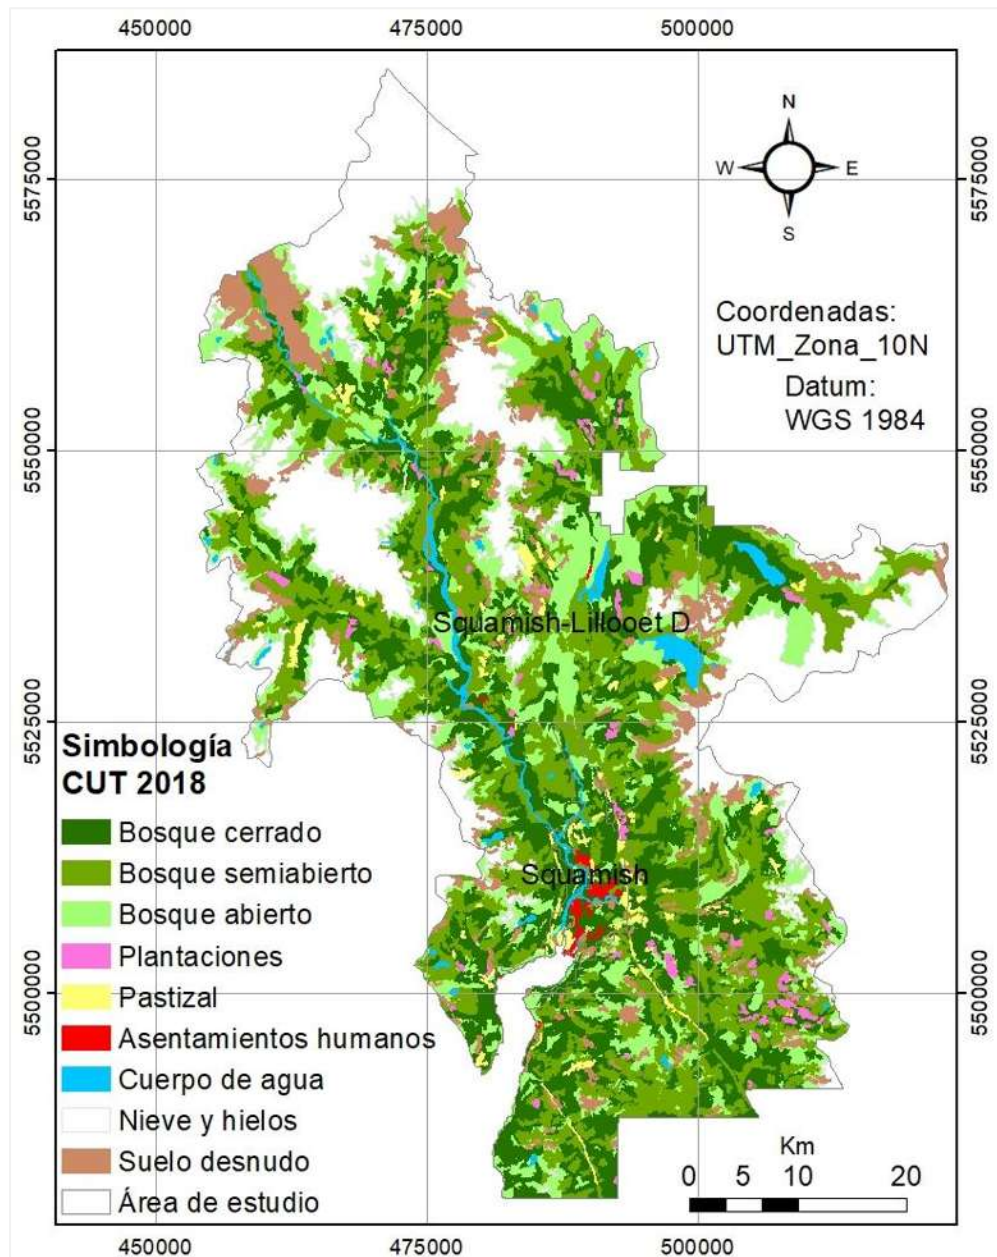 450000 475000 500000
N
W E
S
5575000 5575000
Coordenadas:
UTM_Zona_10N
Datum:
WGS 1984
5550000 5550000
Squamish-Lillooet D
5525000 5525000
Simbología
CUT 2018
Bosque cerrado
Bosque semiabierto
Squamish
Bosque abierto
Plantaciones
Pastizal
5500000 5500000
Asentamientos humanos
Cuerpo de agua
Nieve y hielos
Suelo desnudo
Área de estudio
Km
0 5 10 20
450000 475000 500000